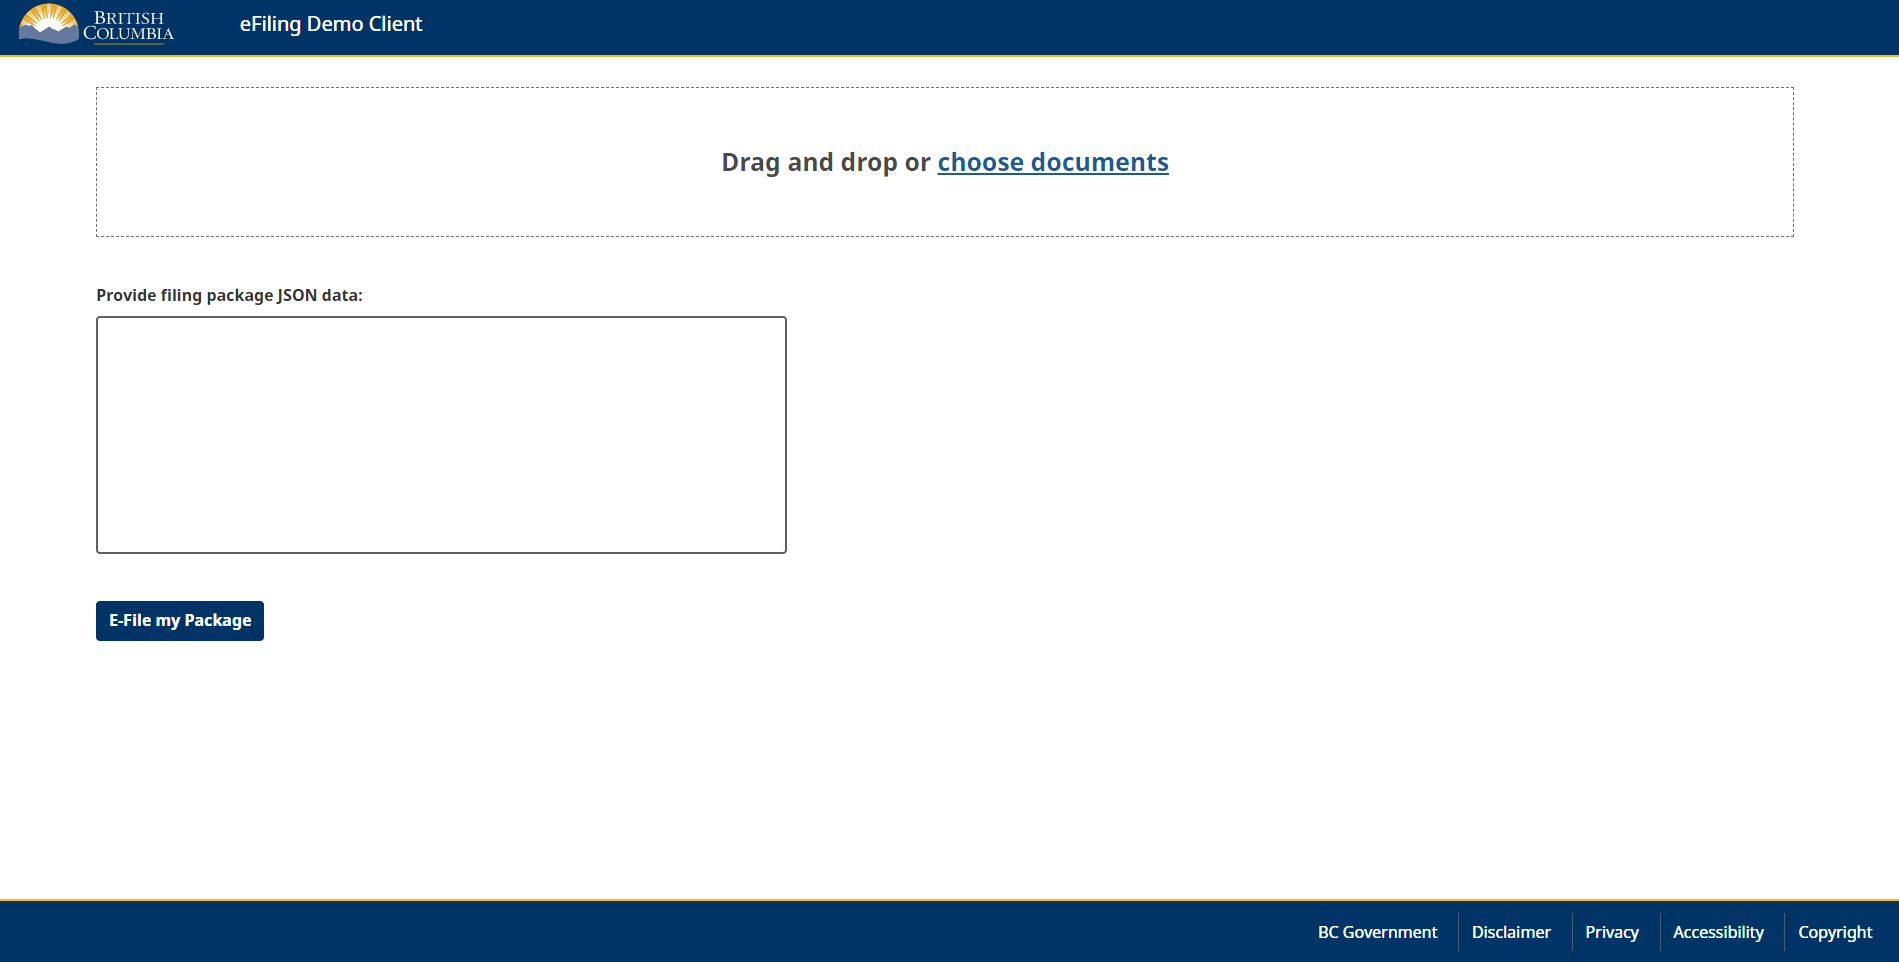 BRITISH
COLUMBIA
eFiling Demo Client
Drag and drop or choose documents
Provide filing package JSON data:
E-File my Package
BC Government
Disclaimer
Privacy
Accessibility
Copyright